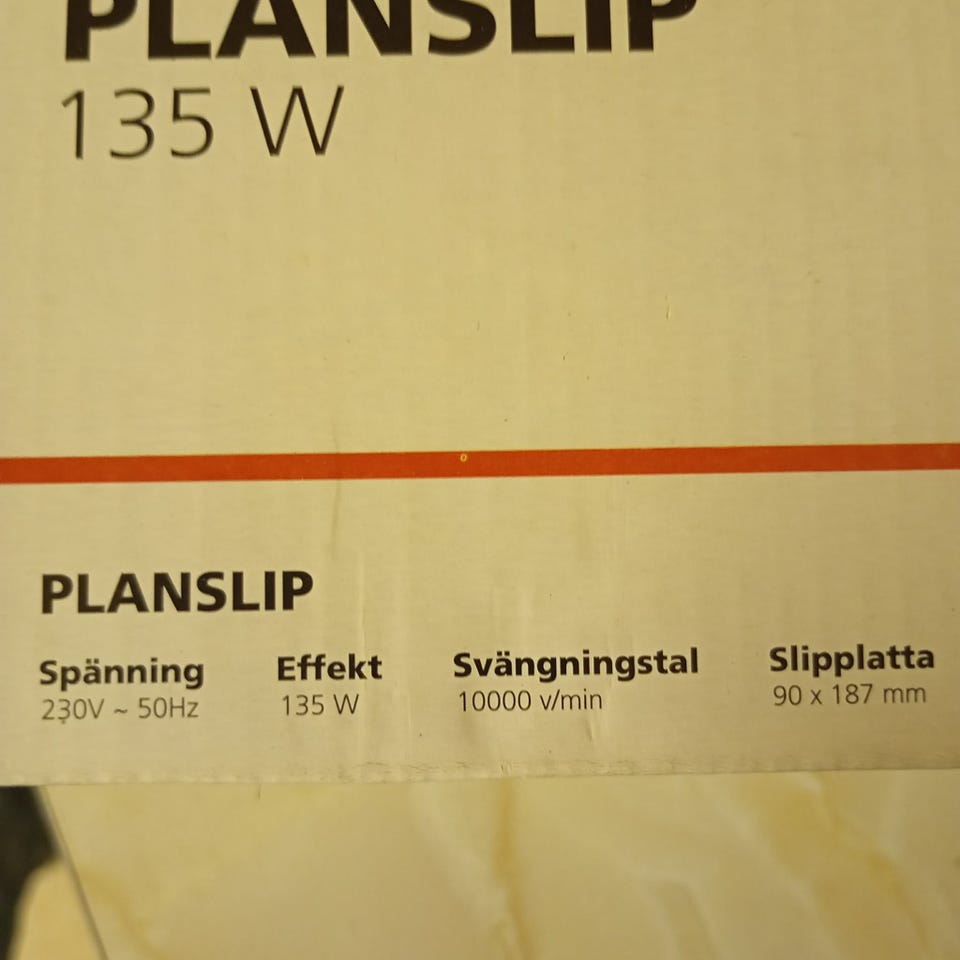 PLANSLIP
135 W
PLANSLIP
Spänning Effekt Svängningstal Slipplatta
230V ~ 50Hz 135 W 10000 v/min 90 x 187 mm